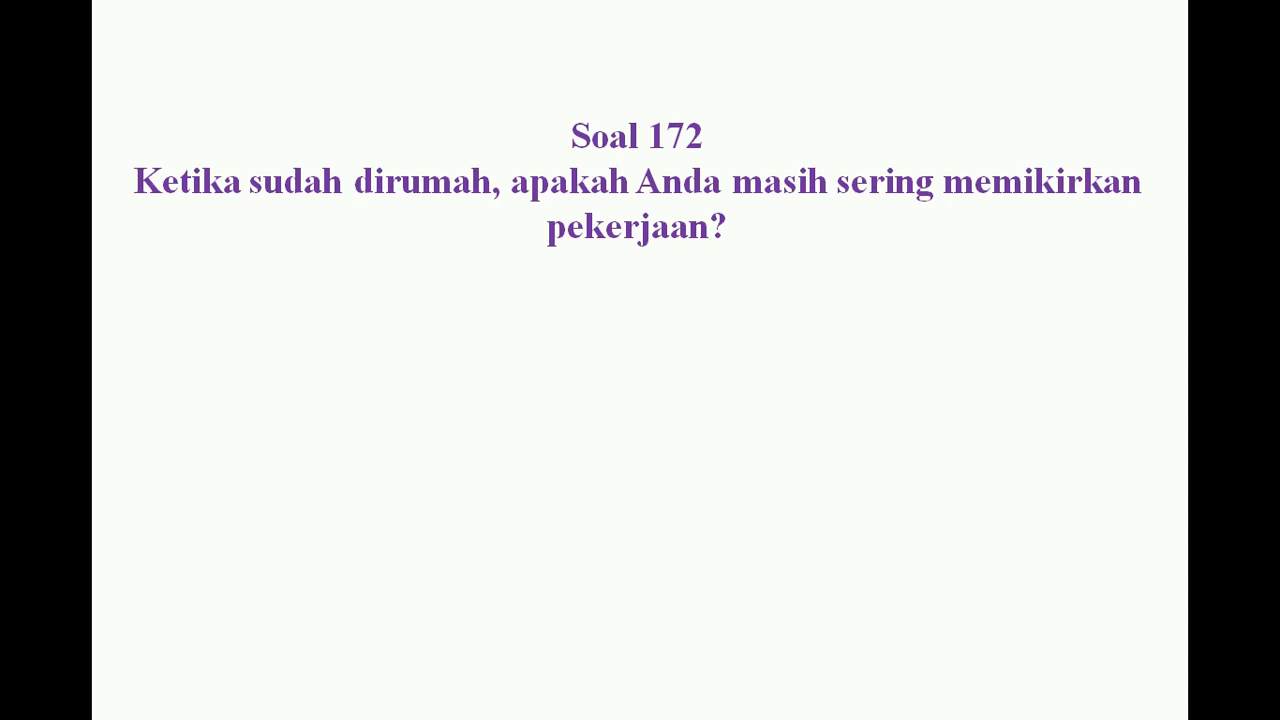 Soal 172
Ketika sudah dirumah, apakah Anda masih sering memikirkan
pekerjaan?